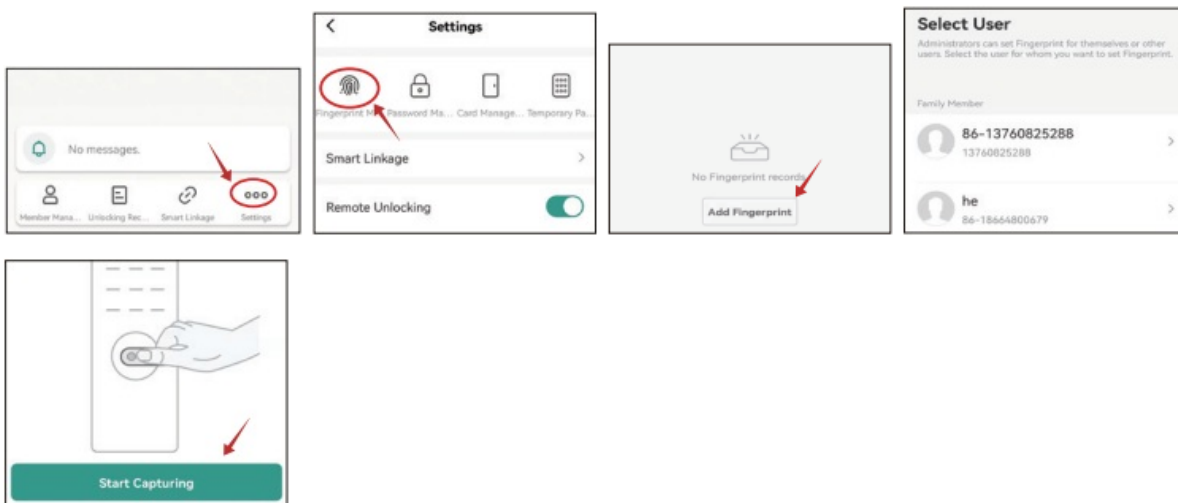 No messages.
Member Mana... Unlocking Rec... Smart Linkage Settings
Settings
Fingerprint M... Password Ma... Card Manage... Temporary Pa...
Smart Linkage
Remote Unlocking
No Fingerprint records
Add Fingerprint
Select User
Administrators can set Fingerprint for themselves or other
users. Select the user for whom you want to set Fingerprint.
Family Member
86-13760825288
13760825288
he
86-18664800679
Start Capturing